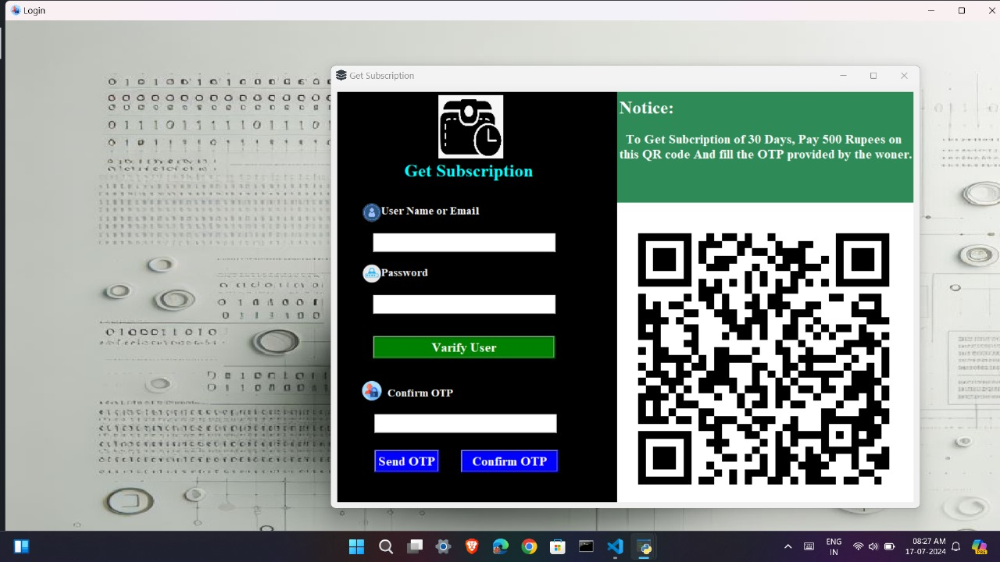 Login
Get Subscription
Get Subscription
User Name or Email
Password
Varify User
Confirm OTP
Send OTP
Confirm OTP
Notice:
To Get Subcription of 30 Days, Pay 500 Rupees on
this QR code And fill the OTP provided by the woner.
ENG
IN
08:27 AM
17-07-2024
PRE